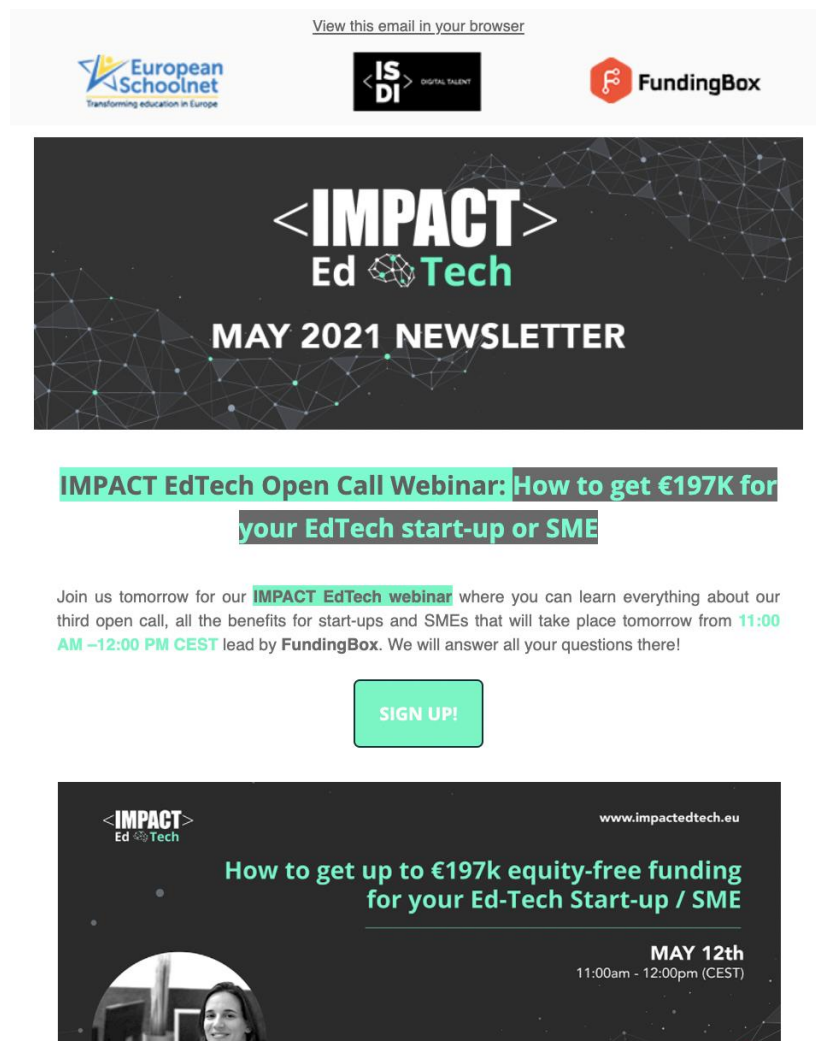 View this email in your browser
European
Schoolnet
Transforming education in Europe
<IS
DI>
DIGITAL TALENT
FundingBox
<IMPACT>
Ed Tech
MAY 2021 NEWSLETTER
IMPACT EdTech Open Call Webinar: How to get €197K for
your EdTech start-up or SME
Join us tomorrow for our IMPACT EdTech webinar where you can learn everything about our
third open call, all the benefits for start-ups and SMEs that will take place tomorrow from 11:00
AM –12:00 PM CEST lead by FundingBox. We will answer all your questions there!
SIGN UP!
<IMPACT>
Ed Tech
www.impactedtech.eu
How to get up to €197k equity-free funding
for your Ed-Tech Start-up / SME
MAY 12th
11:00am - 12:00pm (CEST)